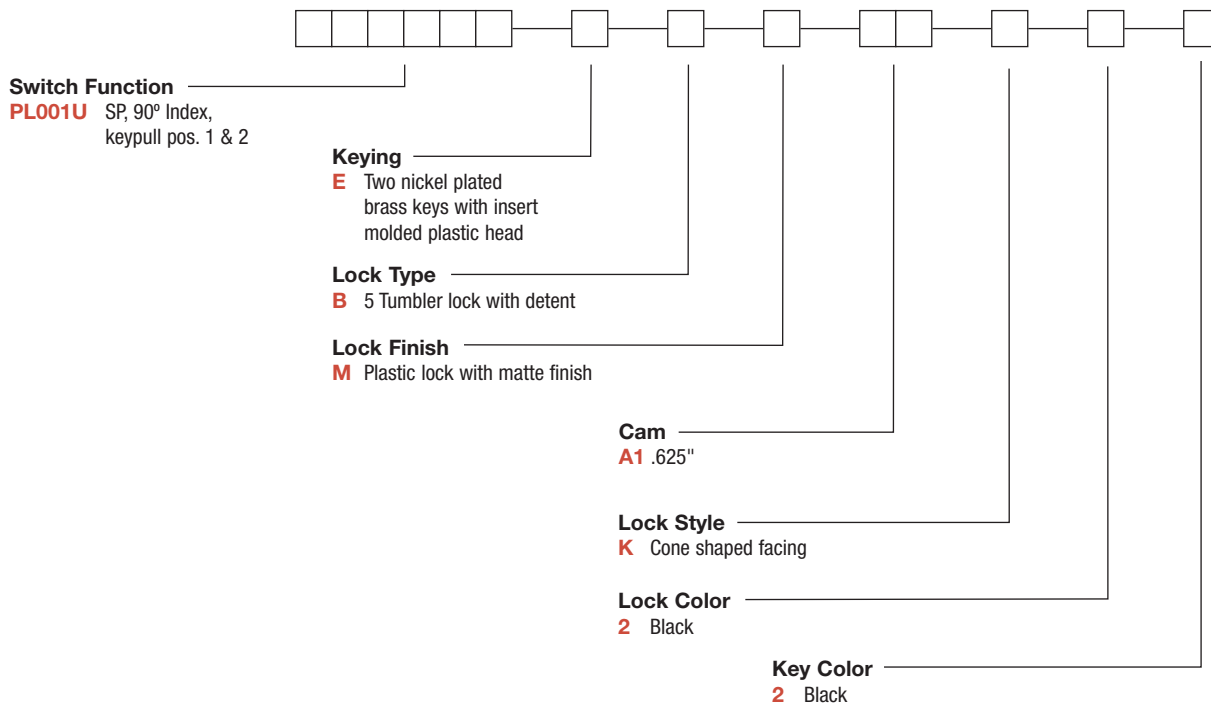 Switch Function
PL001U SP, 90º Index,
keypull pos. 1 & 2
Keying
E Two nickel plated
brass keys with insert
molded plastic head
Lock Type
B 5 Tumbler lock with detent
Lock Finish
M Plastic lock with matte finish
Cam
A1 .625"
Lock Style
K Cone shaped facing
Lock Color
2 Black
Key Color
2 Black